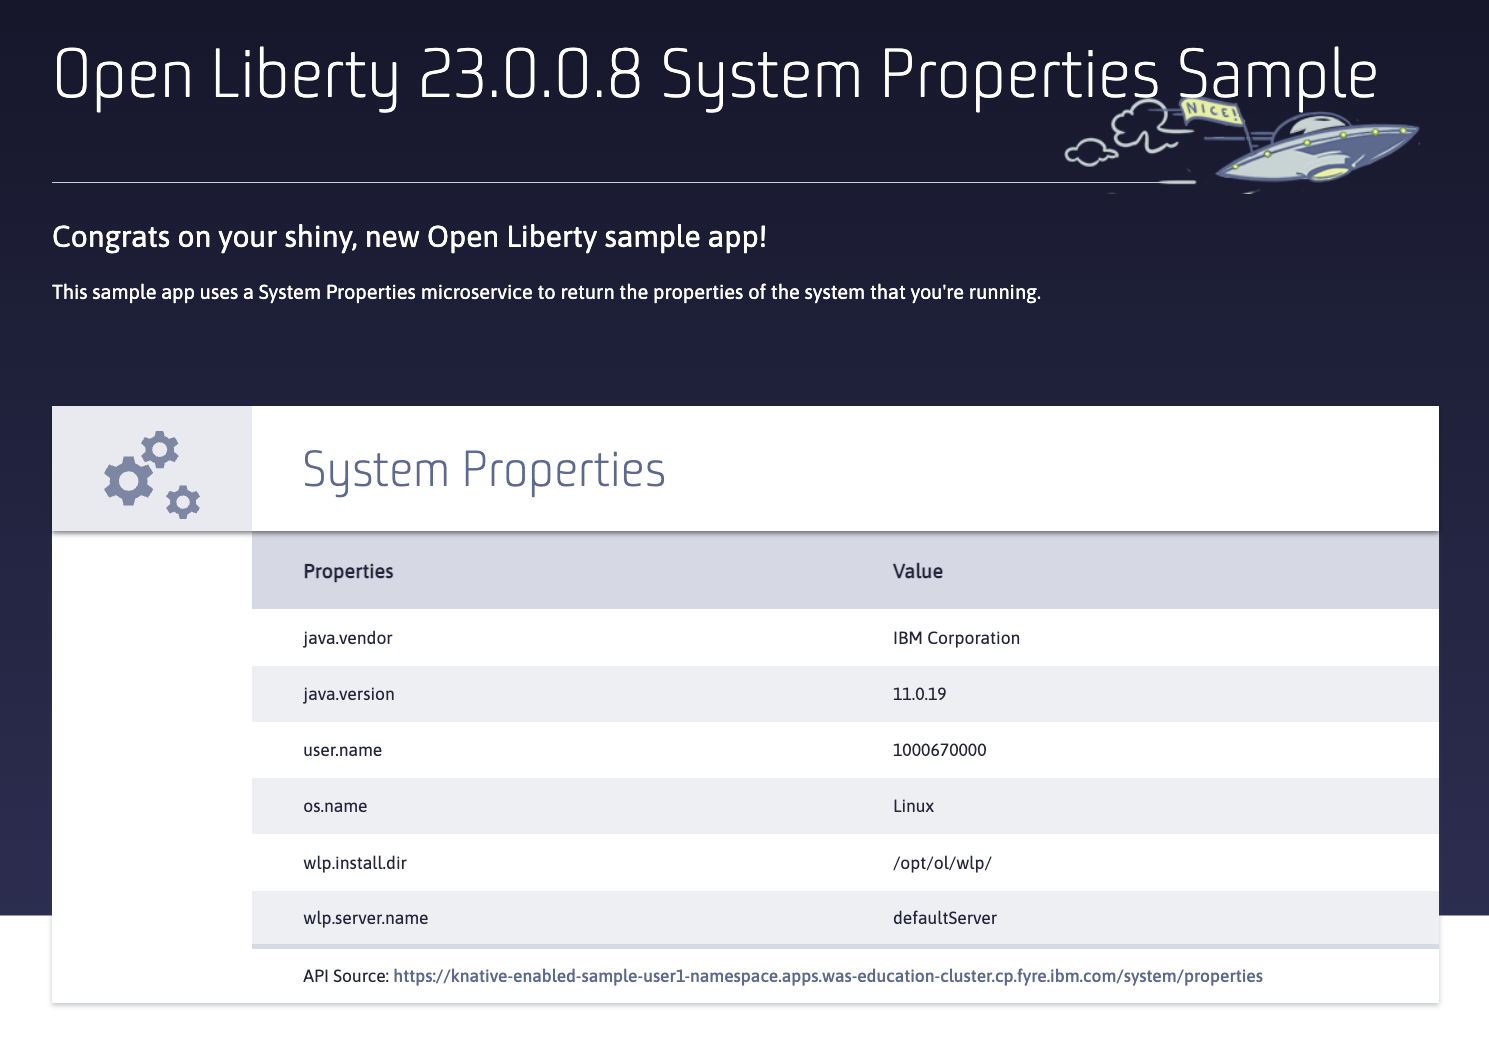 Open Liberty 23.0.0.8 System Properties Sample
NICE!
Congrats on your shiny, new Open Liberty sample app!
This sample app uses a System Properties microservice to return the properties of the system that you're running.
System Properties
Properties Value
java.vendor IBM Corporation
java.version 11.0.19
user.name 1000670000
os.name Linux
wlp.install.dir /opt/ol/wlp/
wlp.server.name defaultServer
API Source: https://knative-enabled-sample-user1-namespace.apps.was-education-cluster.cp.fyre.ibm.com/system/properties